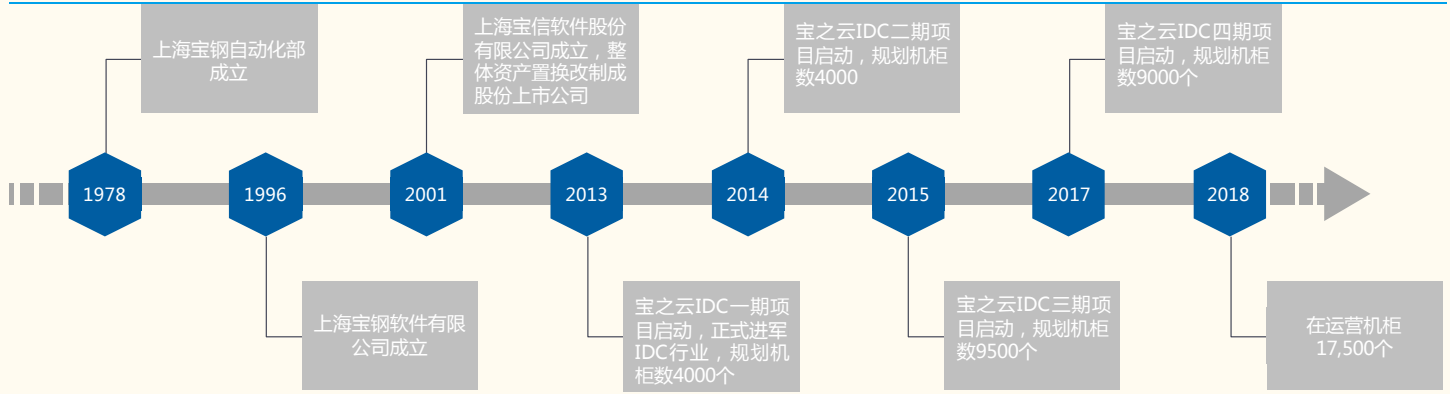 上海宝钢自动化部
成立
上海宝信软件股份
有限公司成立，整
体资产置换改制成
股份上市公司
宝之云IDC二期项
目启动，规划机柜
数4000
宝之云IDC四期项
目启动，规划机柜
数9000个
1978
1996
2001
2013
2014
2015
2017
2018
上海宝钢软件有限
公司成立
宝之云IDC一期项
目启动，正式进军
IDC行业，规划机
柜数4000个
宝之云IDC三期项
目启动，规划机柜
数9500个
在运营机柜
17,500个